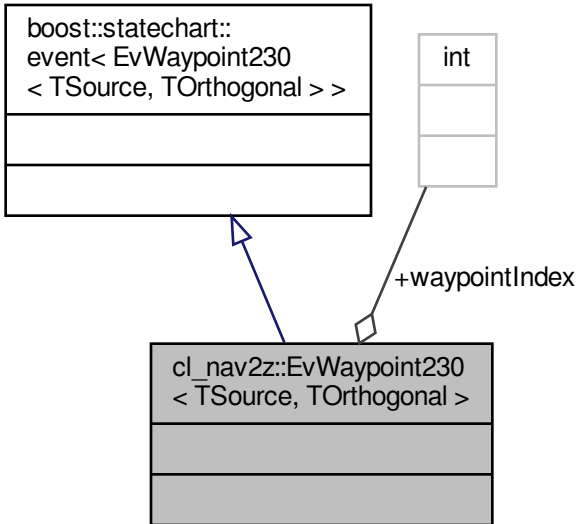 boost::statechart::
event< EvWaypoint230
< TSource, TOrthogonal > >
int
+waypointIndex
cl_nav2z::EvWaypoint230
< TSource, TOrthogonal >